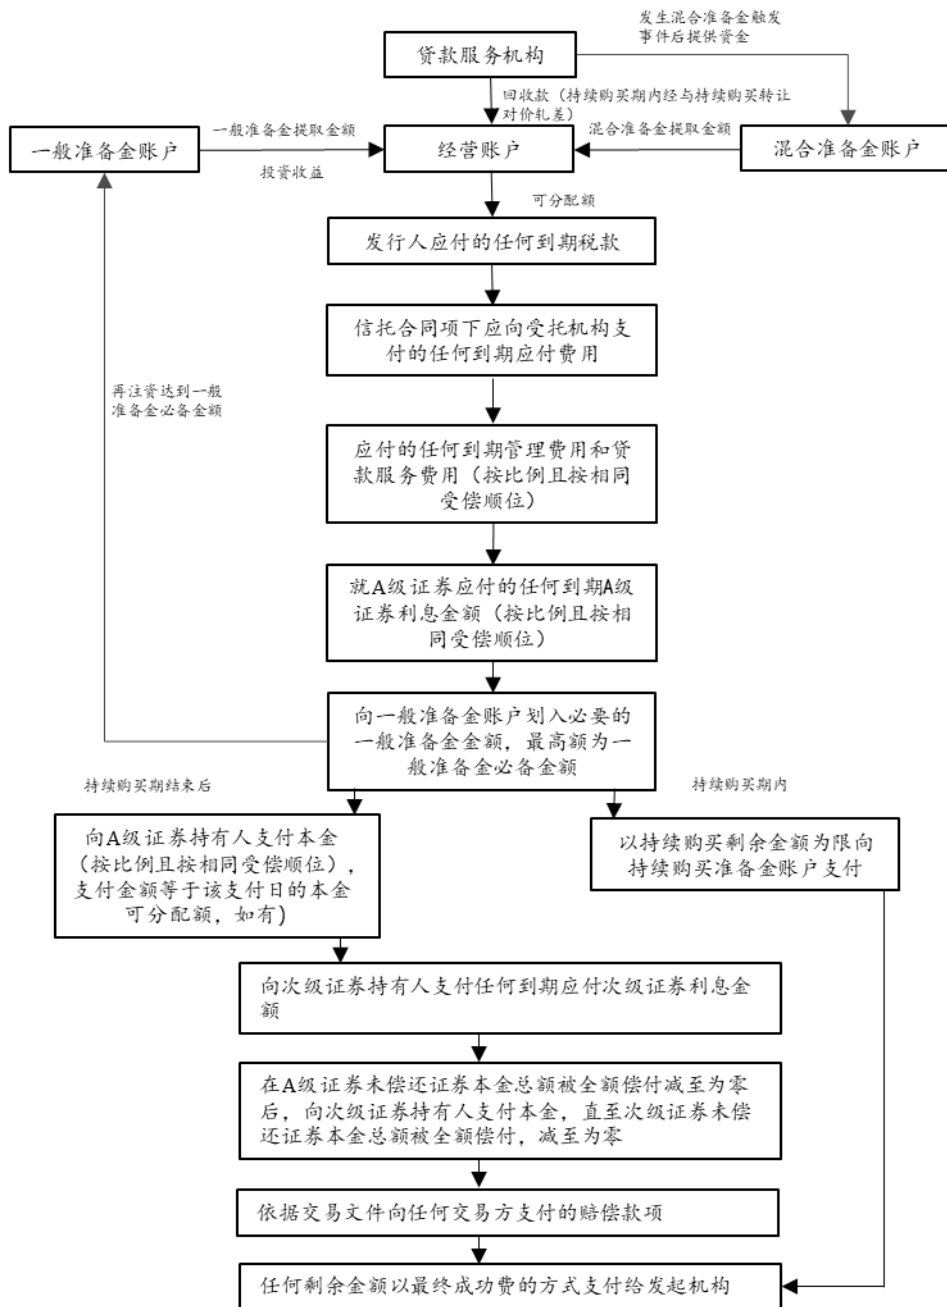 发生混合准备金触发
事件后提供资金
贷款服务机构
回收款（持续购买期内经与持续购买转让
对价轧差）
一般准备金提取金额
混合准备金提取金额
一般准备金账户
经营账户
混合准备金账户
投资收益
可分配额
发行人应付的任何到期税款
信托合同项下应向受托机构支
付的任何到期应付费用
再注资达到一般
准备金必备金额
应付的任何到期管理费用和贷
款服务费用（按比例且按相同
受偿顺位）
就A级证券应付的任何到期A级
证券利息金额（按比例且按相
同受偿顺位）
向一般准备金账户划入必要的
一般准备金金额，最高额为一
般准备金必备金额
持续购买期结束后
持续购买期内
向A级证券持有人支付本金
（按比例且按相同受偿顺位），
支付金额等于该支付日的本金
可分配额，如有)
以持续购买剩余金额为限向
持续购买准备金账户支付
向次级证券持有人支付任何到期应付次级证券利息金
额
在A级证券未偿还证券本金总额被全额偿付减至为零
后，向次级证券持有人支付本金，直至次级证券未偿
还证券本金总额被全额偿付，减至为零
依据交易文件向任何交易方支付的赔偿款项
任何剩余金额以最终成功费的方式支付给发起机构